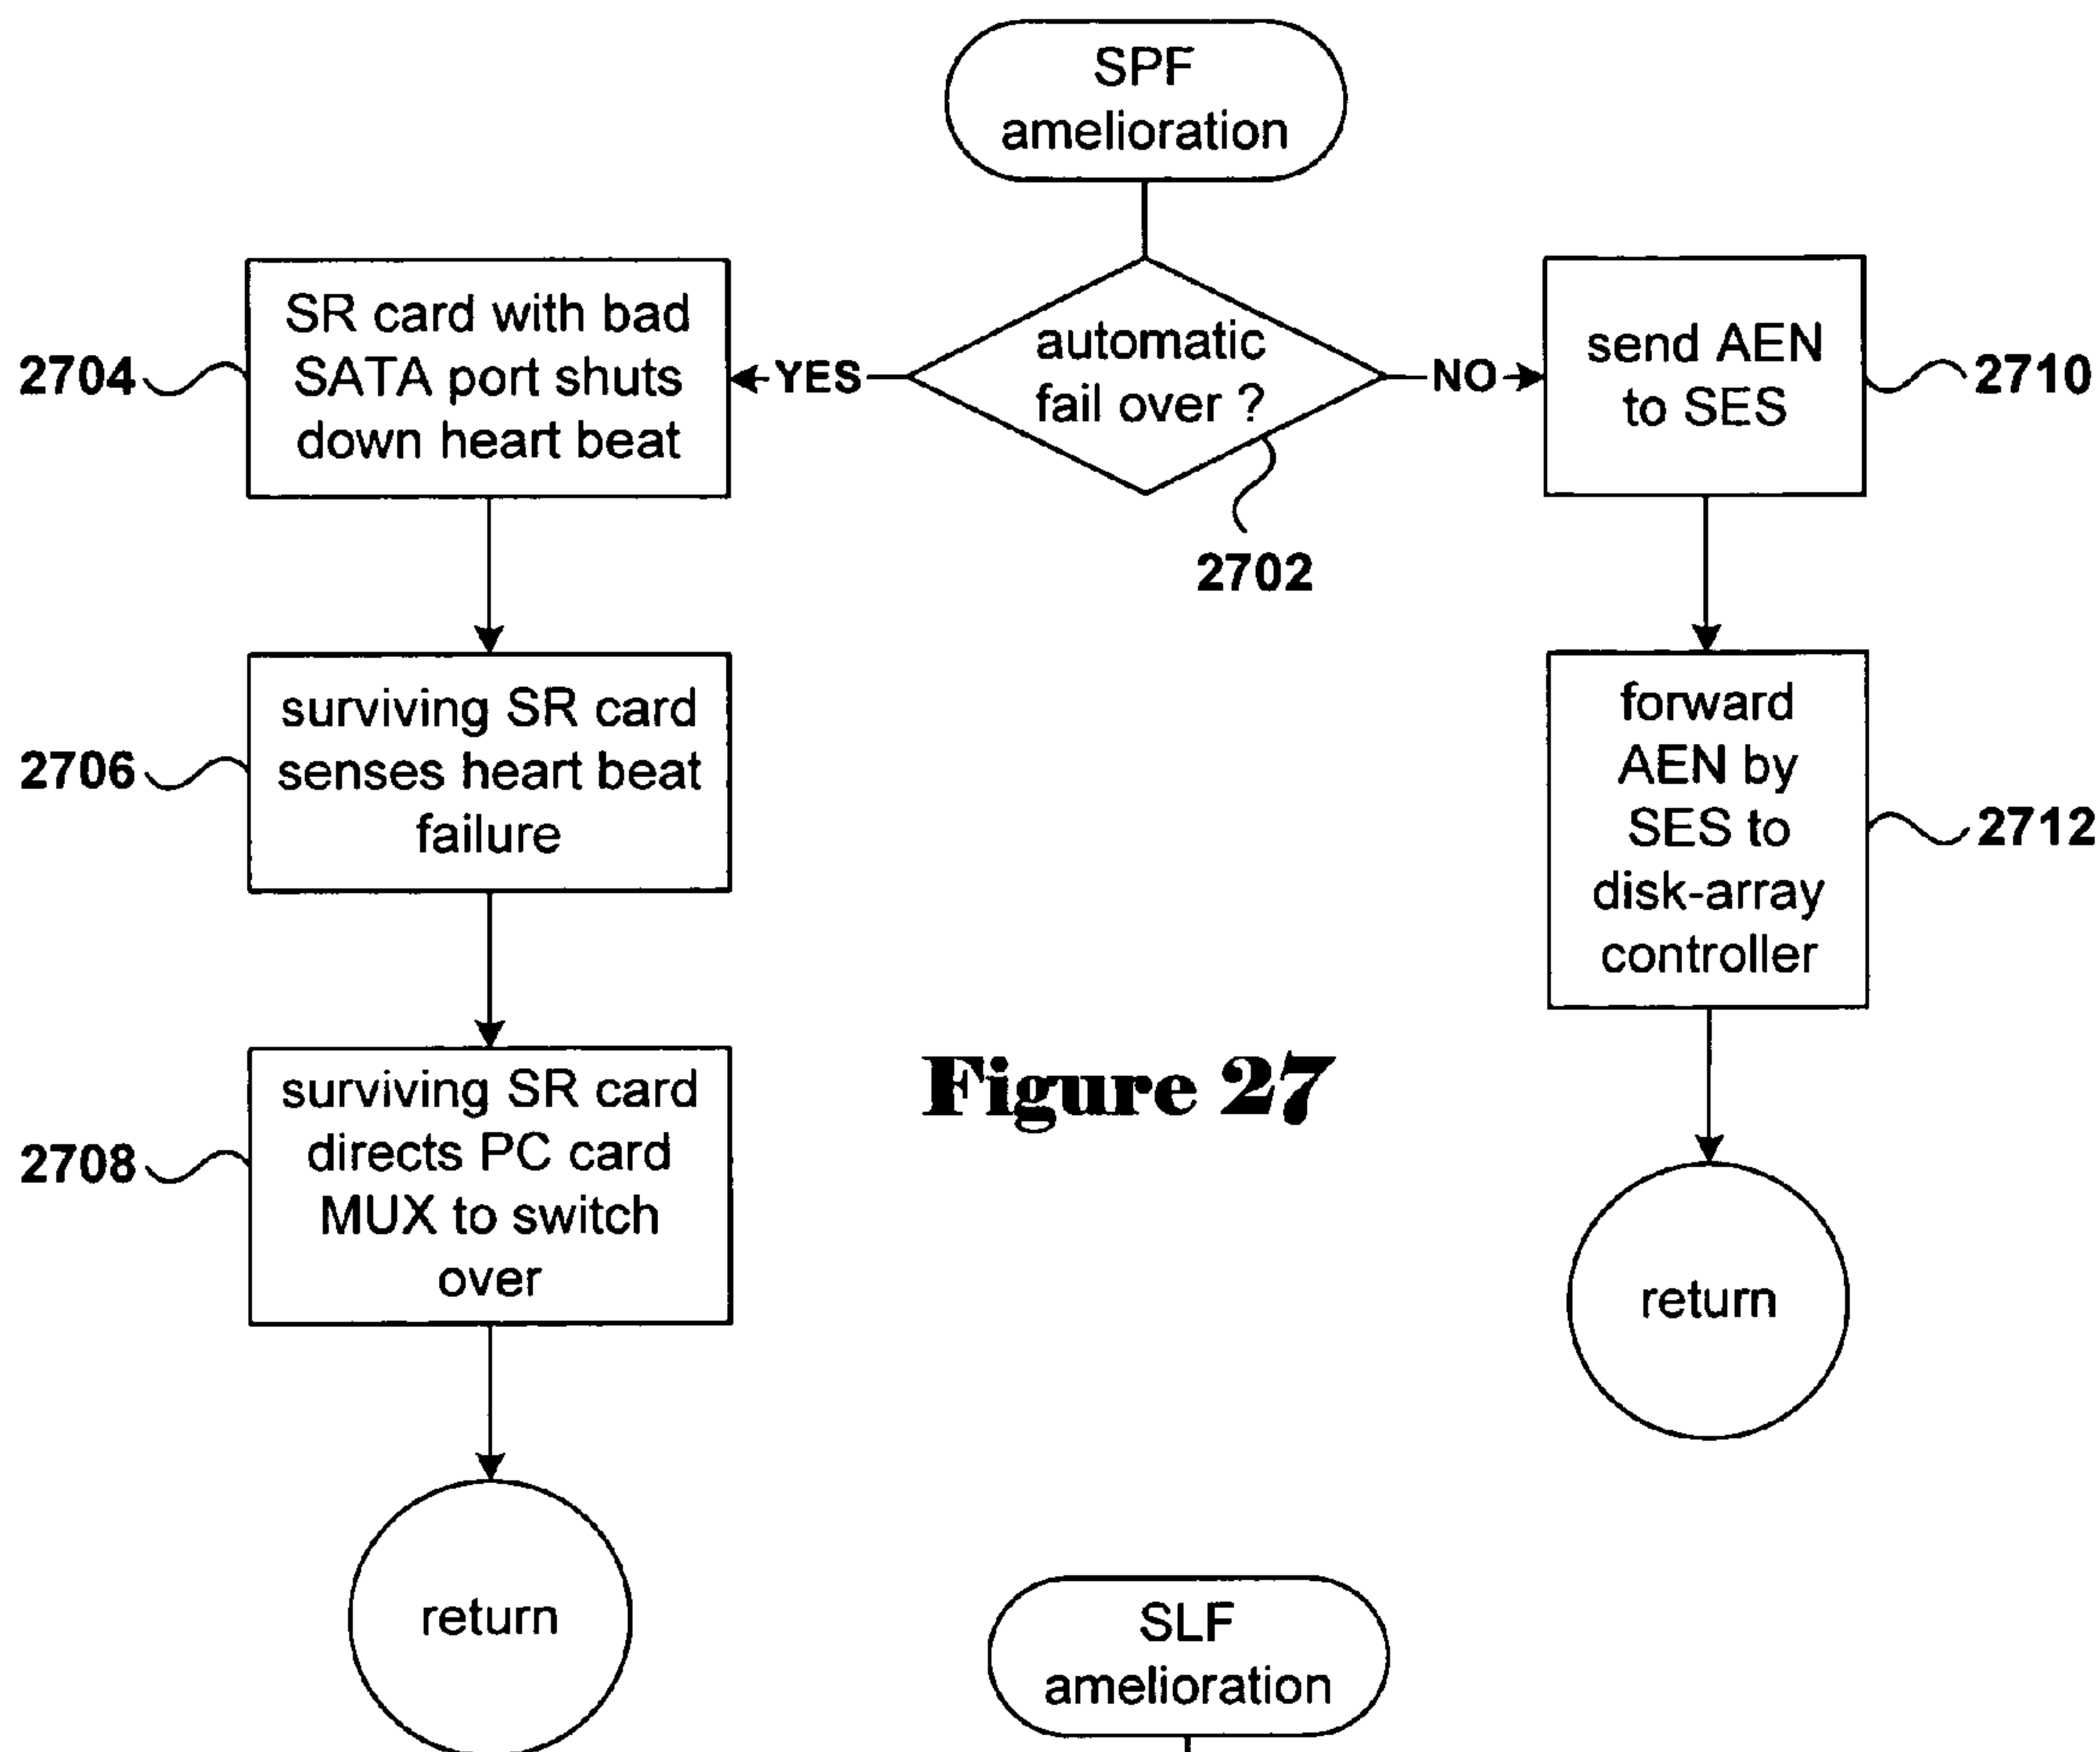 SPF
amelioration
SR card with bad
SATA port shuts
down heart beat
2704
YES
automatic
fail over ?
2702
NO
send AEN
to SES
2710
surviving SR card
senses heart beat
failure
2706
forward
AEN by
SES to
disk-array
controller
2712
surviving SR card
directs PC card
MUX to switch
over
2708
Figure 27
return
return
SLF
amelioration